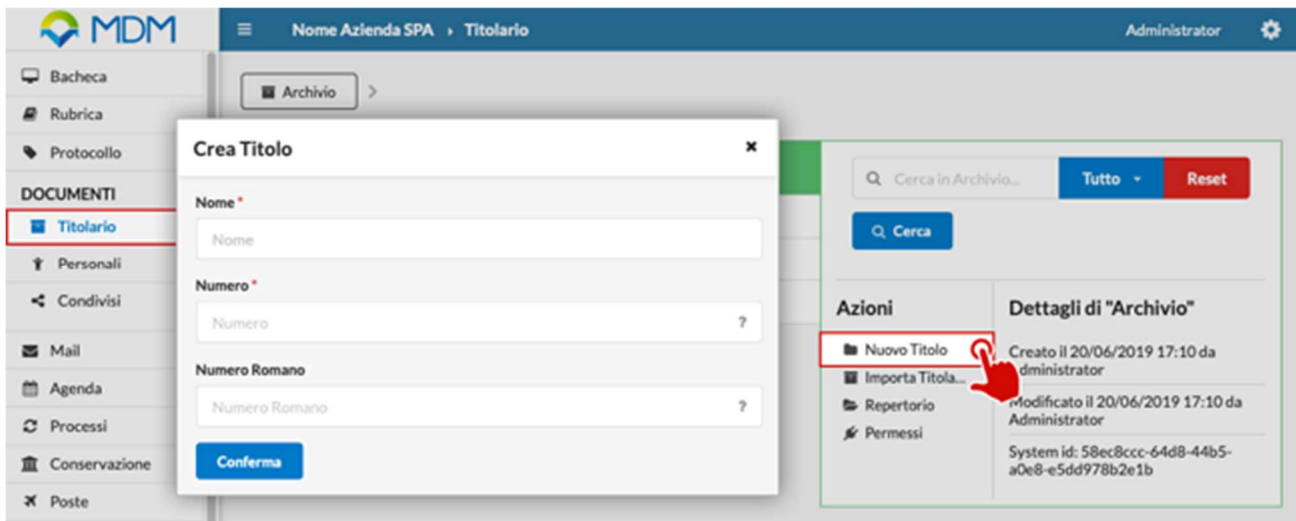 MDM
Nome Azienda SPA › Titolario
Administrator
Bacheca
Rubrica
Protocollo
DOCUMENTI
Titolario
Personali
Condivisi
Mail
Agenda
Processi
Conservazione
Poste
Archivio
Crea Titolo
Nome *
Nome
Numero *
Numero
?
Numero Romano
Numero Romano
?
Conferma
Cerca in Archivio...
Tutto
Reset
Cerca
Azioni
Nuovo Titolo
Importa Titola...
Repertorio
Permessi
Dettagli di "Archivio"
Creato il 20/06/2019 17:10 da
Administrator
Modificato il 20/06/2019 17:10 da
Administrator
System id: 58ec8ccc-64d8-44b5-
a0e8-e5dd978b2e1b